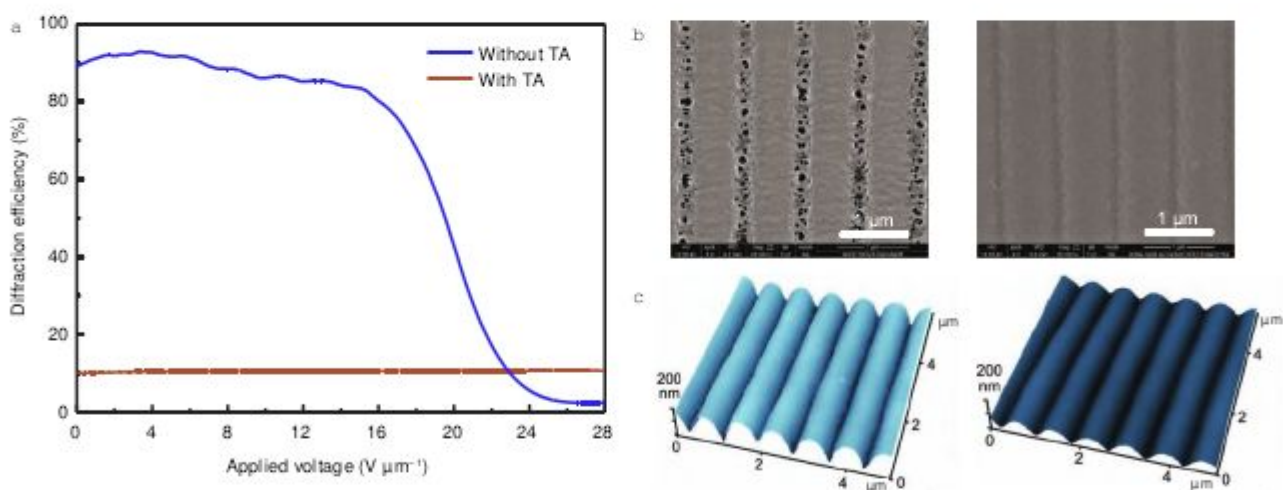 100
90
80
60
40
20
0
Diffraction efficiency (%)
Without TA
With TA
0 4 8 12 16 20 24 28
Applied voltage (V μm⁻¹)
b
1 μm
1 μm
c
200
nm
0
2
4
μm
0
2
4
μm
200
nm
0
2
4
μm
0
2
4
μm